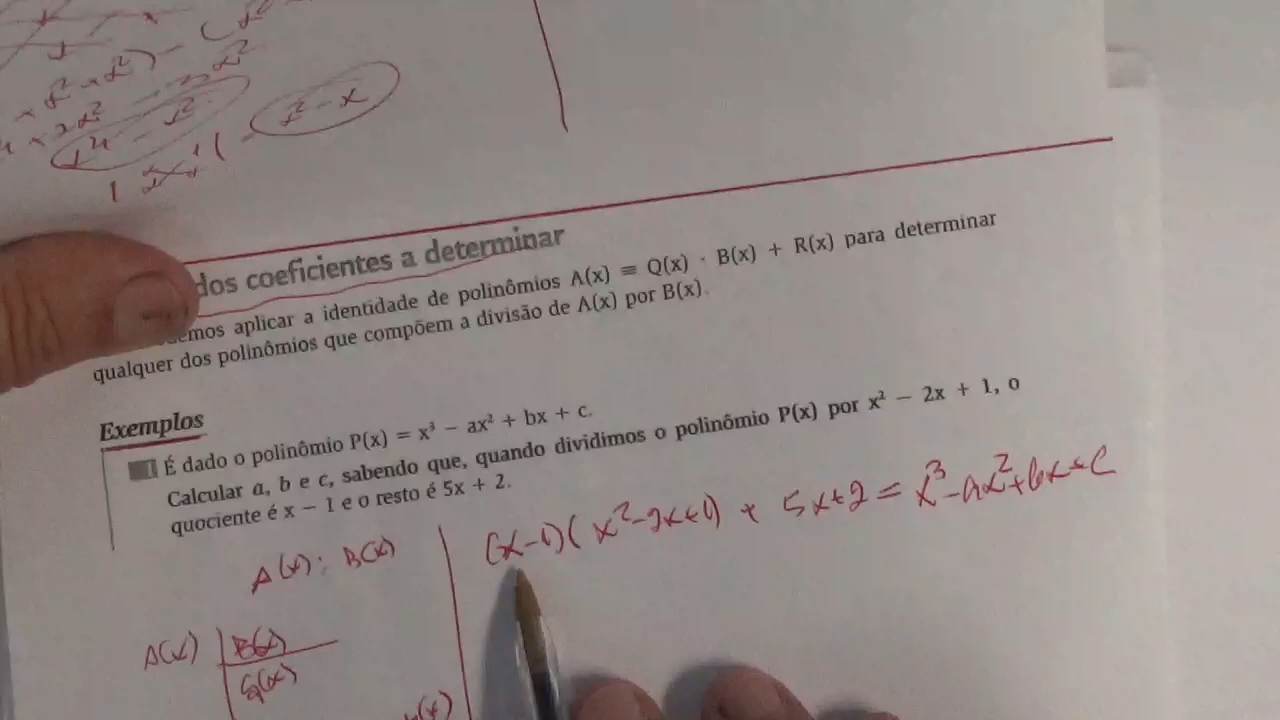 x² - x
dos coeficientes a determinar
emos aplicar a identidade de polinômios A(x) ≡ Q(x) · B(x) + R(x) para determinar
qualquer dos polinômios que compõem a divisão de A(x) por B(x).
Exemplos
É dado o polinômio P(x) = x³ − ax² + bx + c.
Calcular a, b e c, sabendo que, quando dividimos o polinômio P(x) por x² − 2x + 1, o
quociente é x − 1 e o resto é 5x + 2.
(x-1)(x²-2x+1) + 5x+2 = x³-ax²+bx+c
A(x) : B(x)
A(x) B(x)
Q(x)